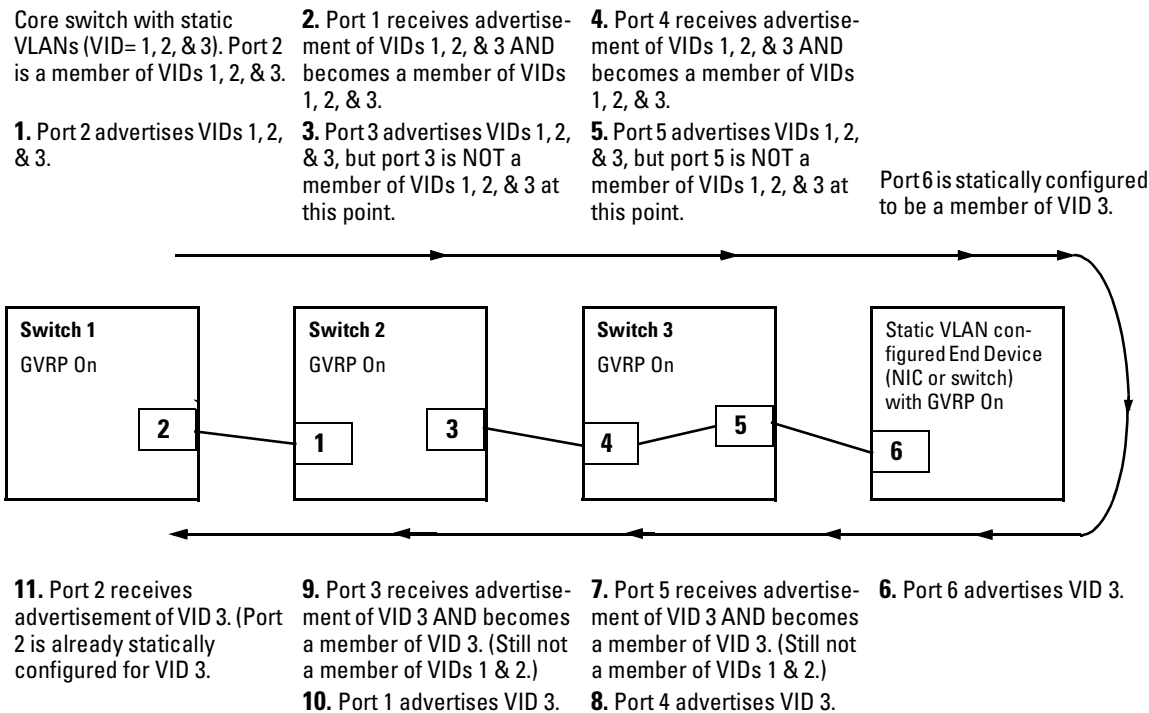 Core switch with static
VLANs (VID= 1, 2, & 3). Port 2
is a member of VIDs 1, 2, & 3.
1. Port 2 advertises VIDs 1, 2,
& 3.
2. Port 1 receives advertise-
ment of VIDs 1, 2, & 3 AND
becomes a member of VIDs
1, 2, & 3.
3. Port 3 advertises VIDs 1, 2,
& 3, but port 3 is NOT a
member of VIDs 1, 2, & 3 at
this point.
4. Port 4 receives advertise-
ment of VIDs 1, 2, & 3 AND
becomes a member of VIDs
1, 2, & 3.
5. Port 5 advertises VIDs 1, 2,
& 3, but port 5 is NOT a
member of VIDs 1, 2, & 3 at
this point.
Port 6 is statically configured
to be a member of VID 3.
Switch 1
GVRP On
2
Switch 2
GVRP On
1
3
Switch 3
GVRP On
4
5
Static VLAN con-
figured End Device
(NIC or switch)
with GVRP On
6
11. Port 2 receives
advertisement of VID 3. (Port
2 is already statically
configured for VID 3.
9. Port 3 receives advertise-
ment of VID 3 AND becomes
a member of VID 3. (Still not
a member of VIDs 1 & 2.)
10. Port 1 advertises VID 3.
7. Port 5 receives advertise-
ment of VID 3 AND becomes
a member of VID 3. (Still not
a member of VIDs 1 & 2.)
8. Port 4 advertises VID 3.
6. Port 6 advertises VID 3.